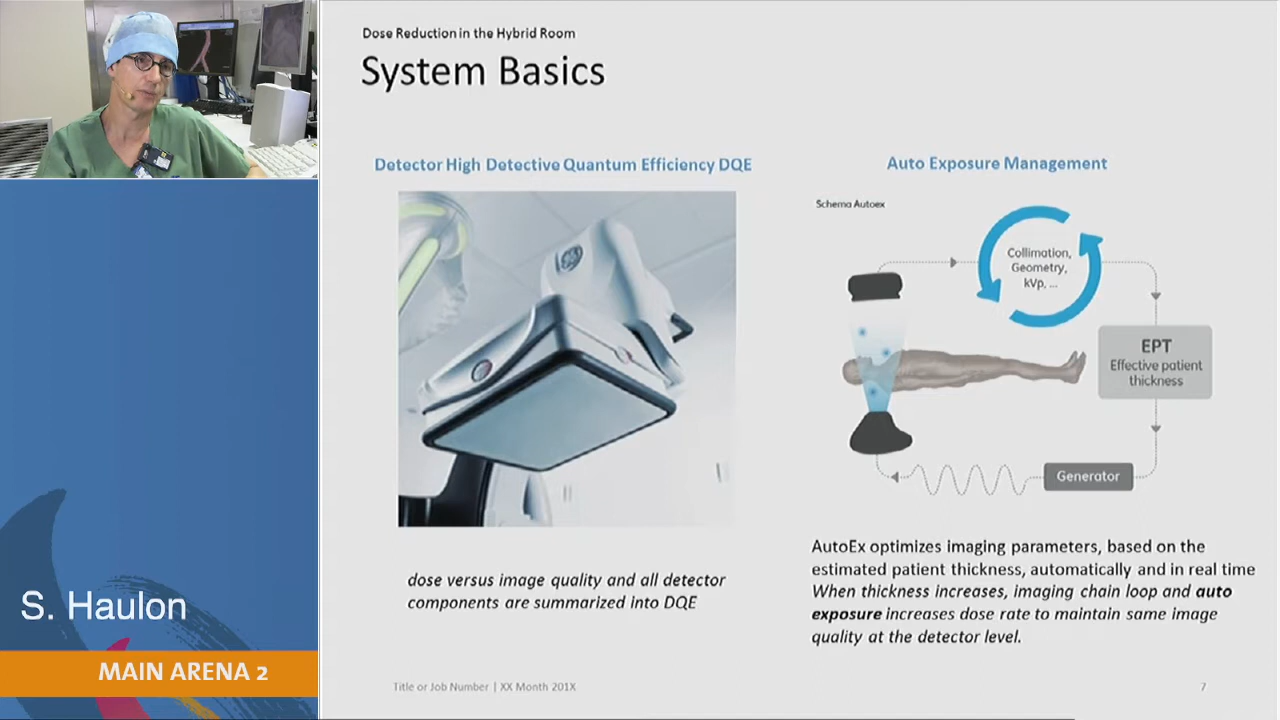 Dose Reduction in the Hybrid Room
System Basics
Detector High Detective Quantum Efficiency DQE
dose versus image quality and all detector
components are summarized into DQE
Auto Exposure Management
Schema Autoex
Collimation,
Geometry,
kVp, ...
EPT
Effective patient
thickness
Generator
AutoEx optimizes imaging parameters, based on the
estimated patient thickness, automatically and in real time
When thickness increases, imaging chain loop and auto
exposure increases dose rate to maintain same image
quality at the detector level.
Title or Job Number | XX Month 201X
7
S. Haulon
MAIN ARENA 2